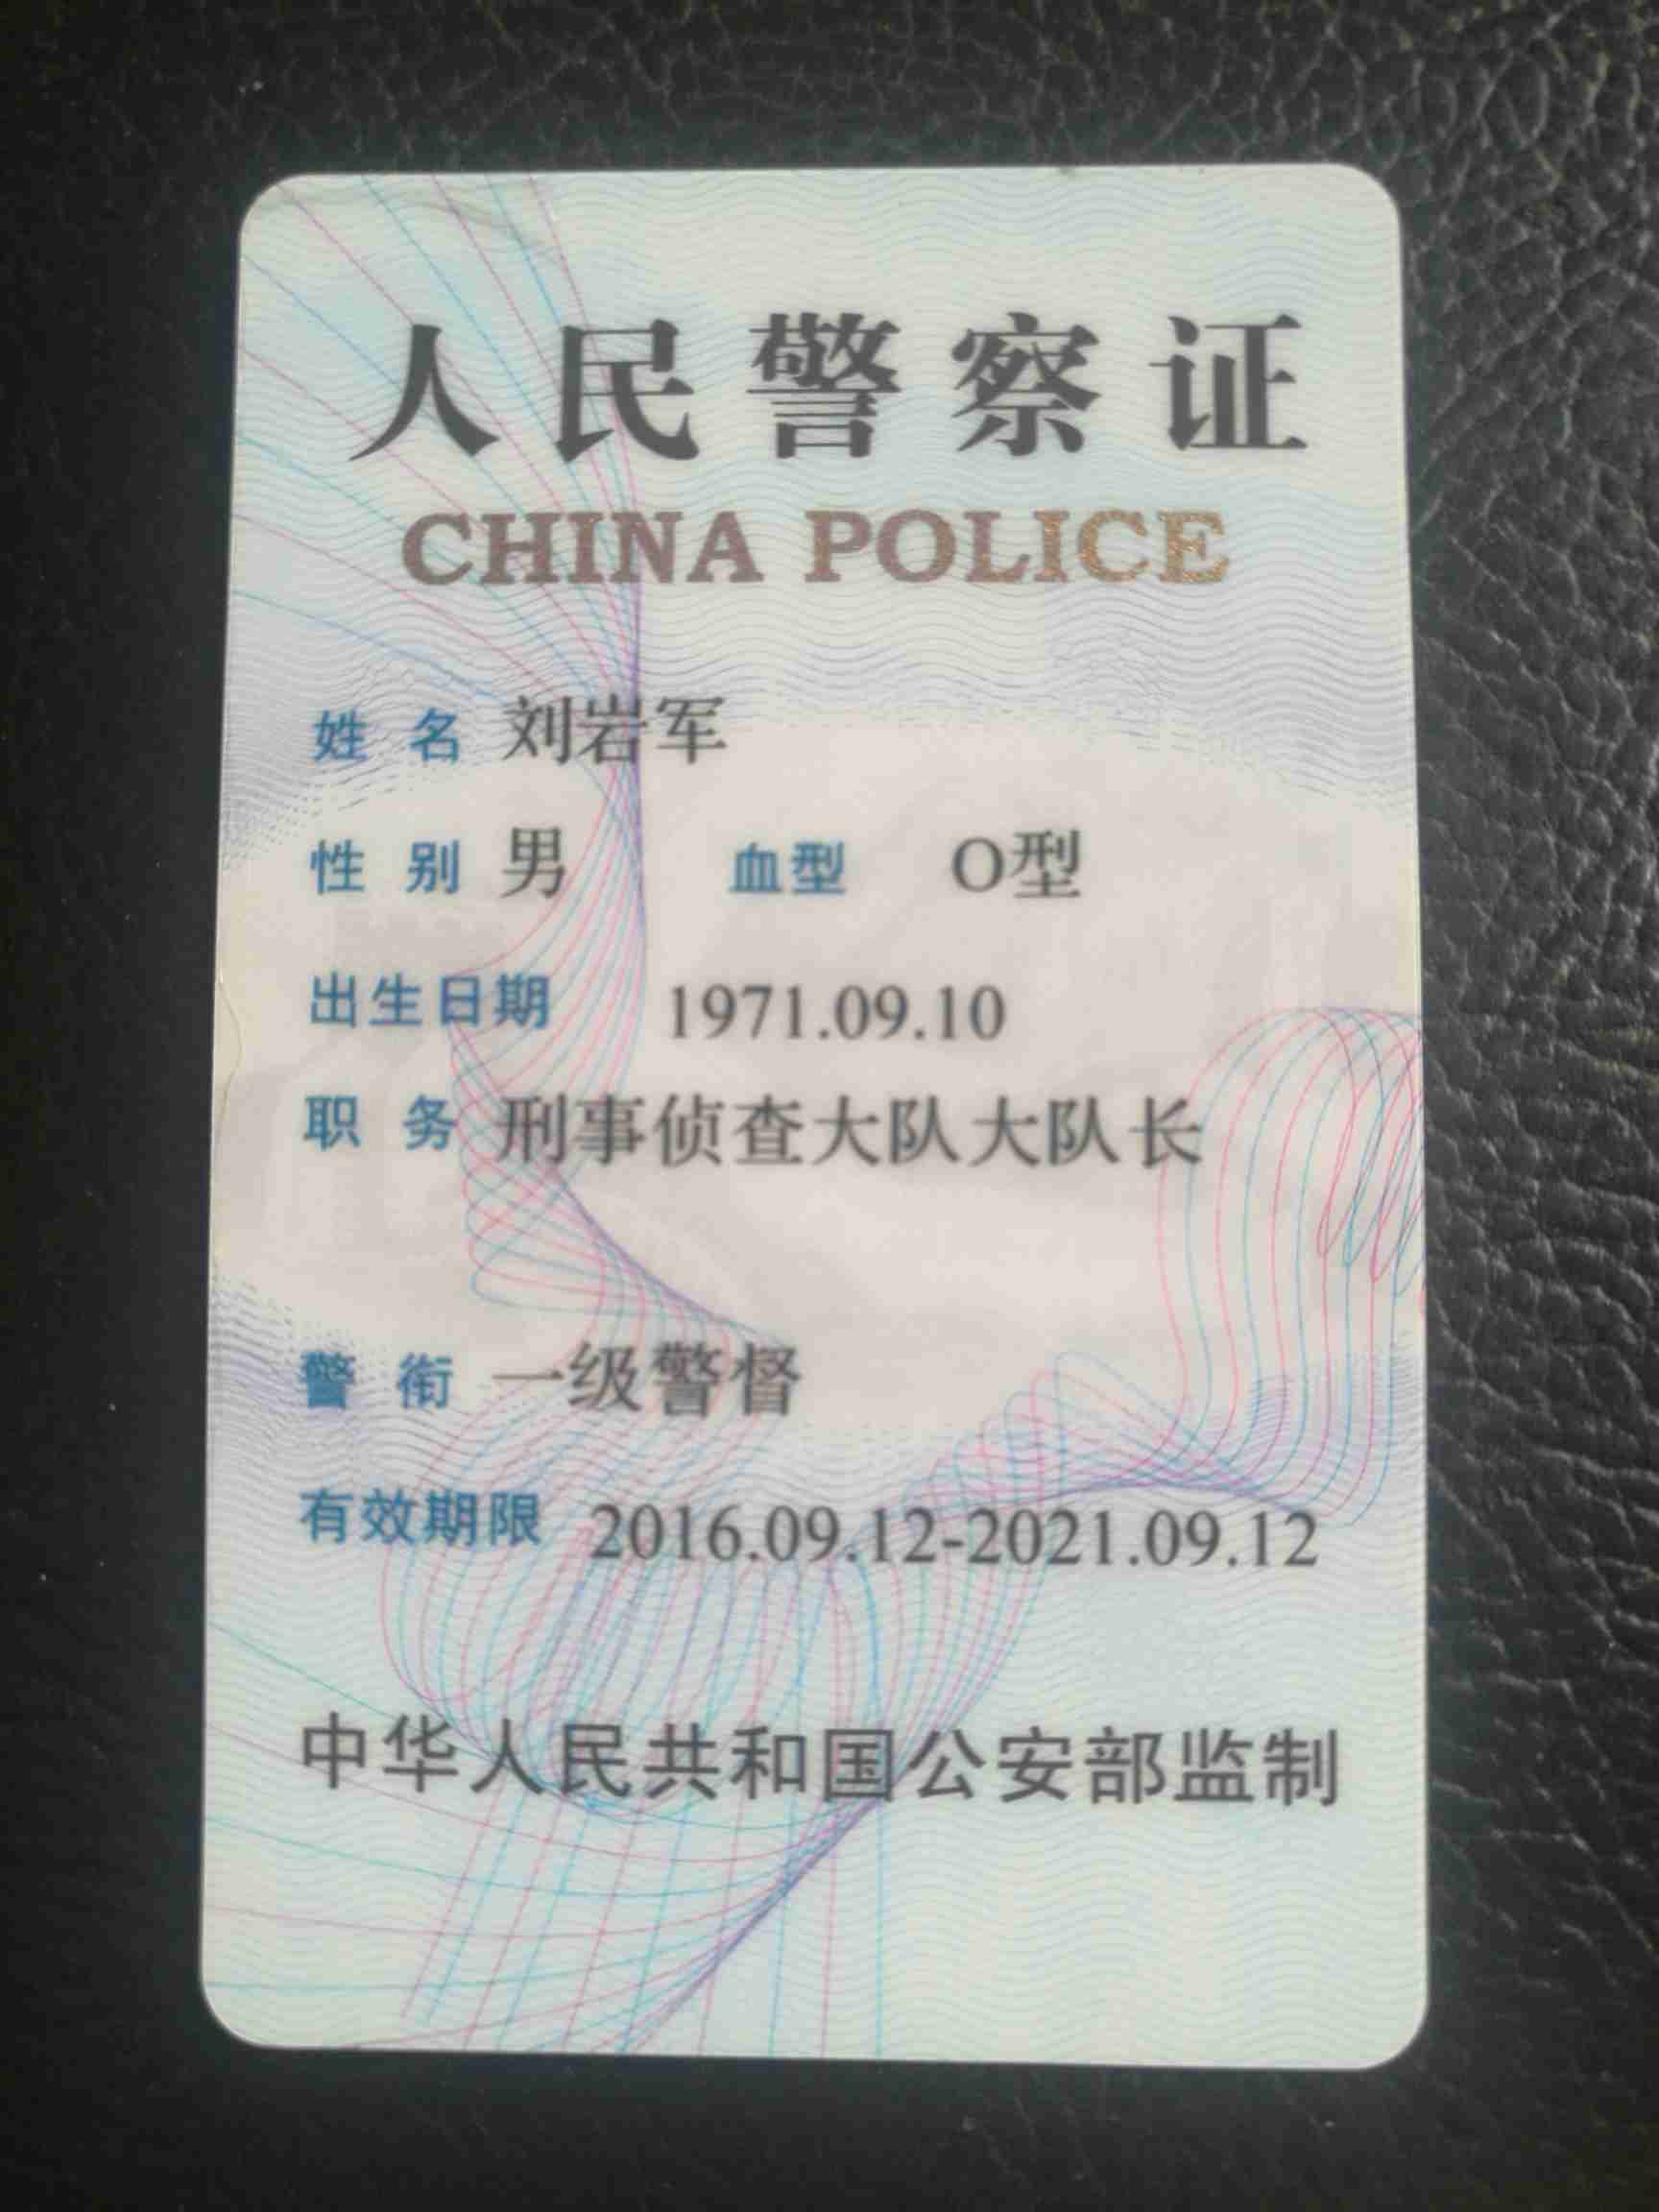 人民警察证
CHINA POLICE
姓 名 刘岩军
性 别 男 血型 O型
出生日期 1971.09.10
职 务 刑事侦查大队大队长
警 衔 一级警督
有效期限 2016.09.12-2021.09.12
中华人民共和国公安部监制